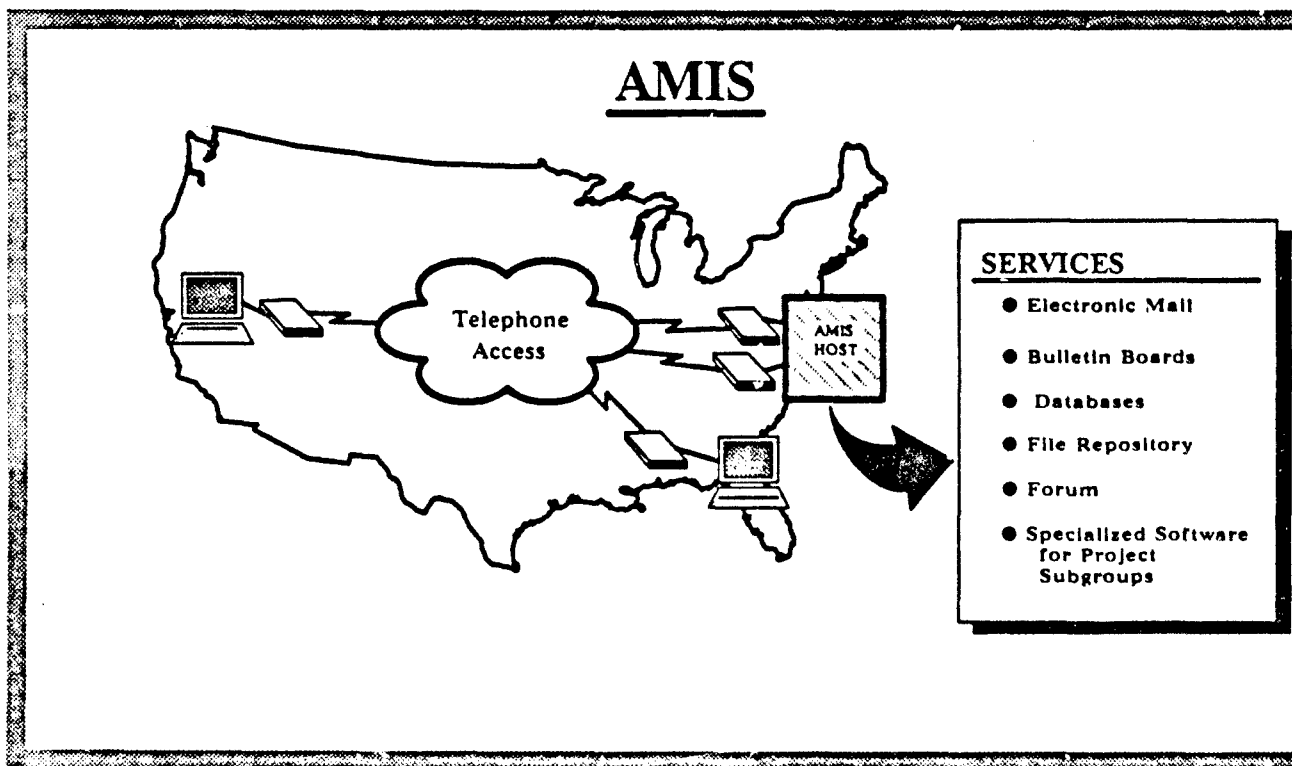 AMIS
Telephone
Access
AMIS
HOST
SERVICES
● Electronic Mail
● Bulletin Boards
● Databases
● File Repository
● Forum
● Specialized Software
for Project
Subgroups